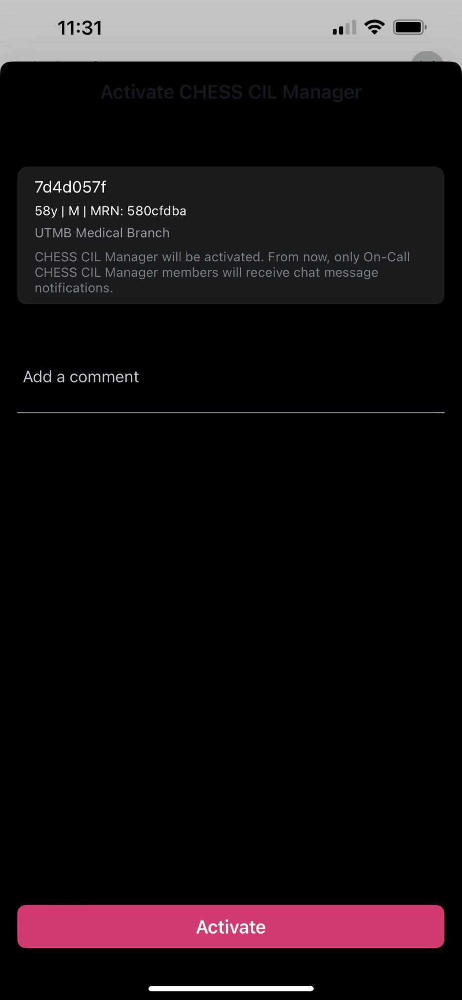 11:31
Activate CHESS CIL Manager
7d4d057f
58y | M | MRN: 580cfdba
UTMB Medical Branch
CHESS CIL Manager will be activated. From now, only On-Call
CHESS CIL Manager members will receive chat message
notifications.
Add a comment
Activate